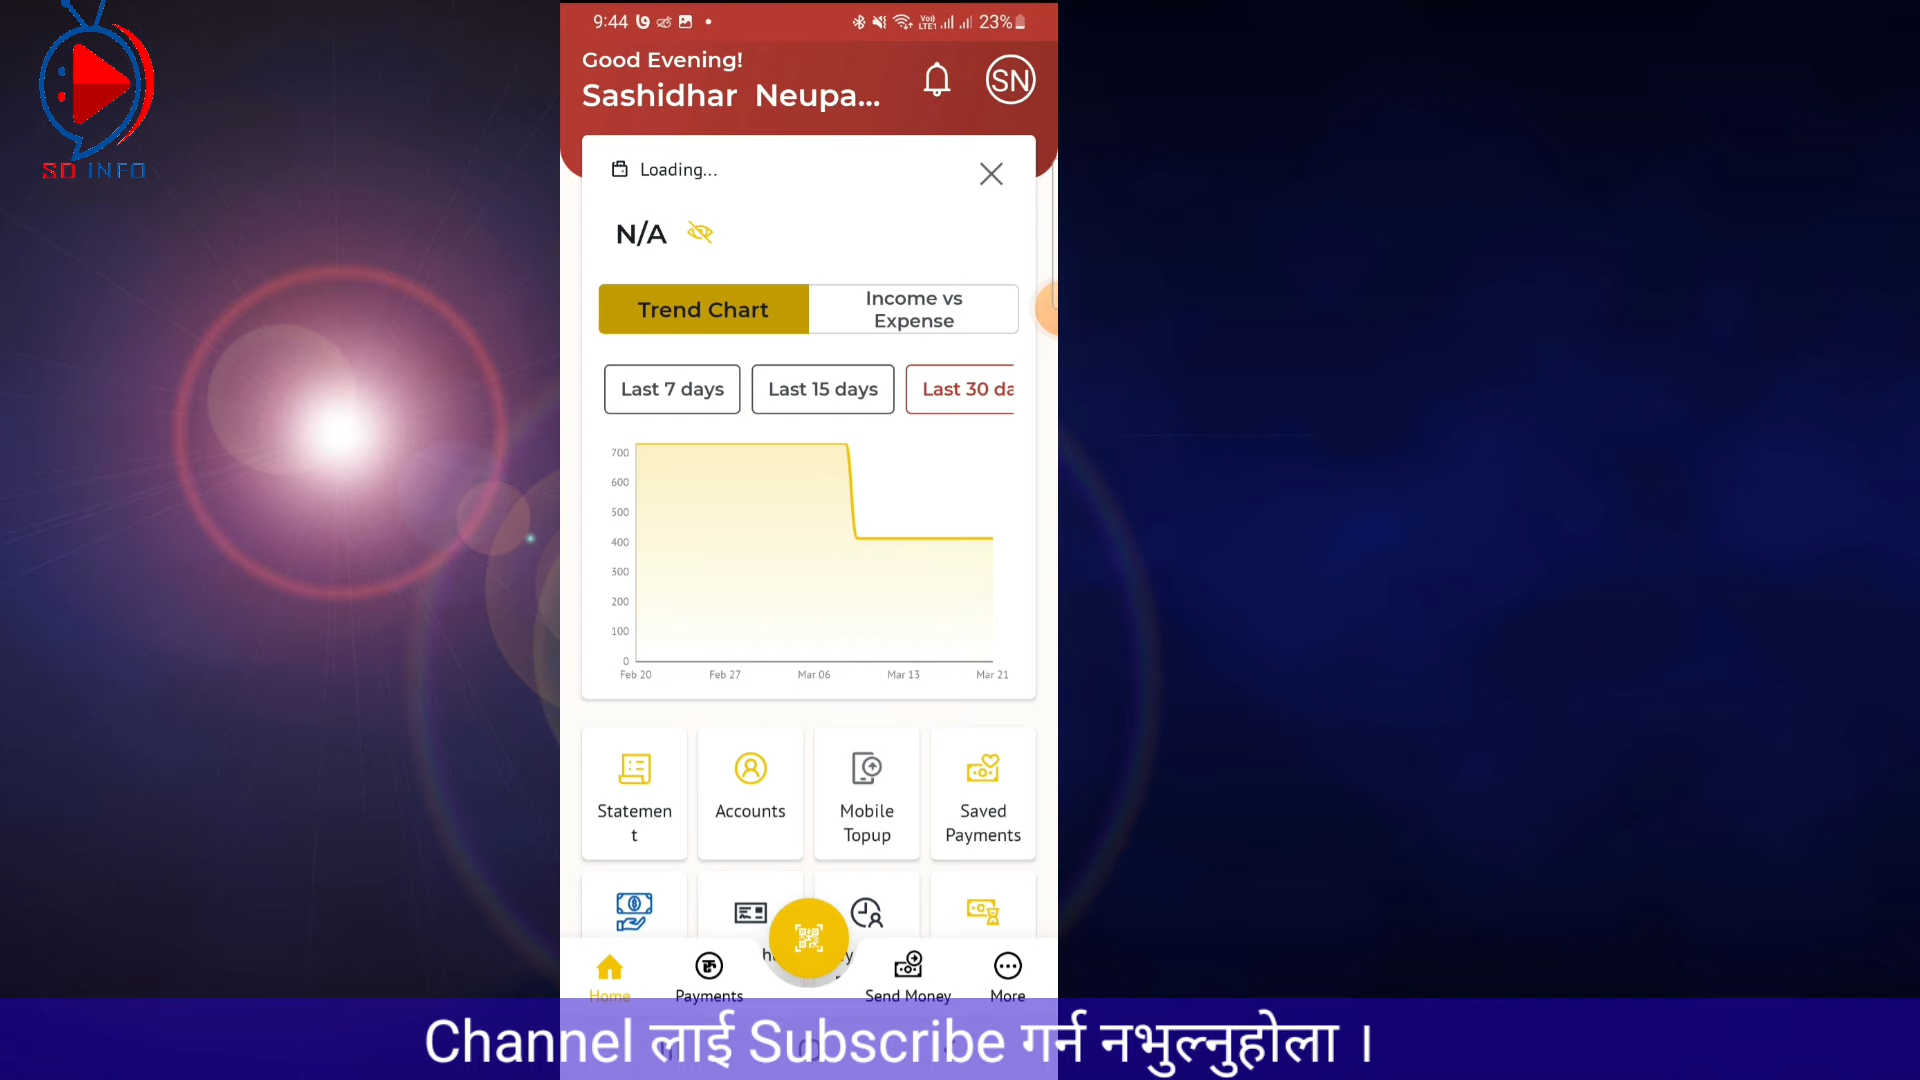 SD INFO
9:44
Vo))
LTE1
23%
Good Evening!
Sashidhar Neupa...
SN
Loading...
N/A
Trend Chart
Income vs
Expense
Last 7 days
Last 15 days
Last 30 da
700
600
500
400
300
200
100
0
Feb 20
Feb 27
Mar 06
Mar 13
Mar 21
Statemen
t
Accounts
Mobile
Topup
Saved
Payments
Home
Payments
Send Money
More
Channel लाई Subscribe गर्न नभुल्नुहोला ।